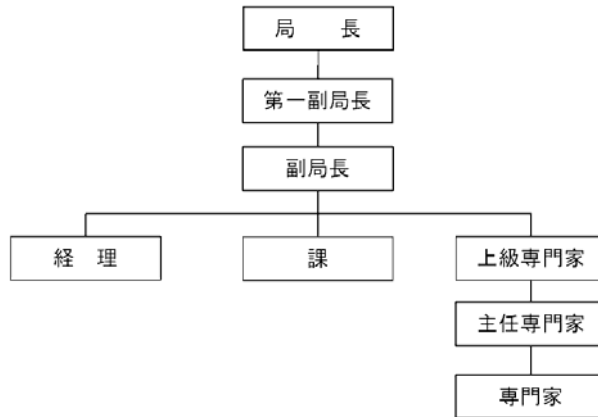 局　長
第一副局長
副局長
経　理
課
上級専門家
主任専門家
専門家